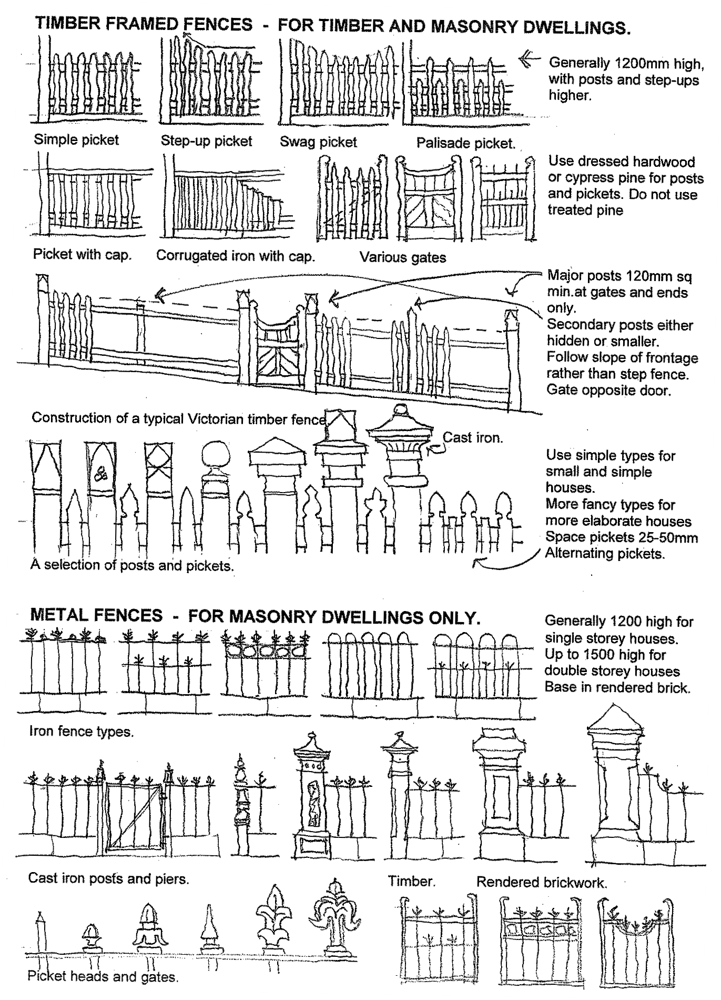 TIMBER FRAMED FENCES - FOR TIMBER AND MASONRY DWELLINGS.
Generally 1200mm high,
with posts and step-ups
higher.
Simple picket
Step-up picket
Swag picket
Palisade picket.
Use dressed hardwood
or cypress pine for posts
and pickets. Do not use
treated pine
Picket with cap.
Corrugated iron with cap.
Various gates
Major posts 120mm sq
min.at gates and ends
only.
Secondary posts either
hidden or smaller.
Follow slope of frontage
rather than step fence.
Gate opposite door.
Construction of a typical Victorian timber fence
Cast iron.
Use simple types for
small and simple
houses.
More fancy types for
more elaborate houses
Space pickets 25-50mm
Alternating pickets.
A selection of posts and pickets.
METAL FENCES - FOR MASONRY DWELLINGS ONLY.
Generally 1200 high for
single storey houses.
Up to 1500 high for
double storey houses
Base in rendered brick.
Iron fence types.
Cast iron posts and piers.
Timber.
Rendered brickwork.
Picket heads and gates.